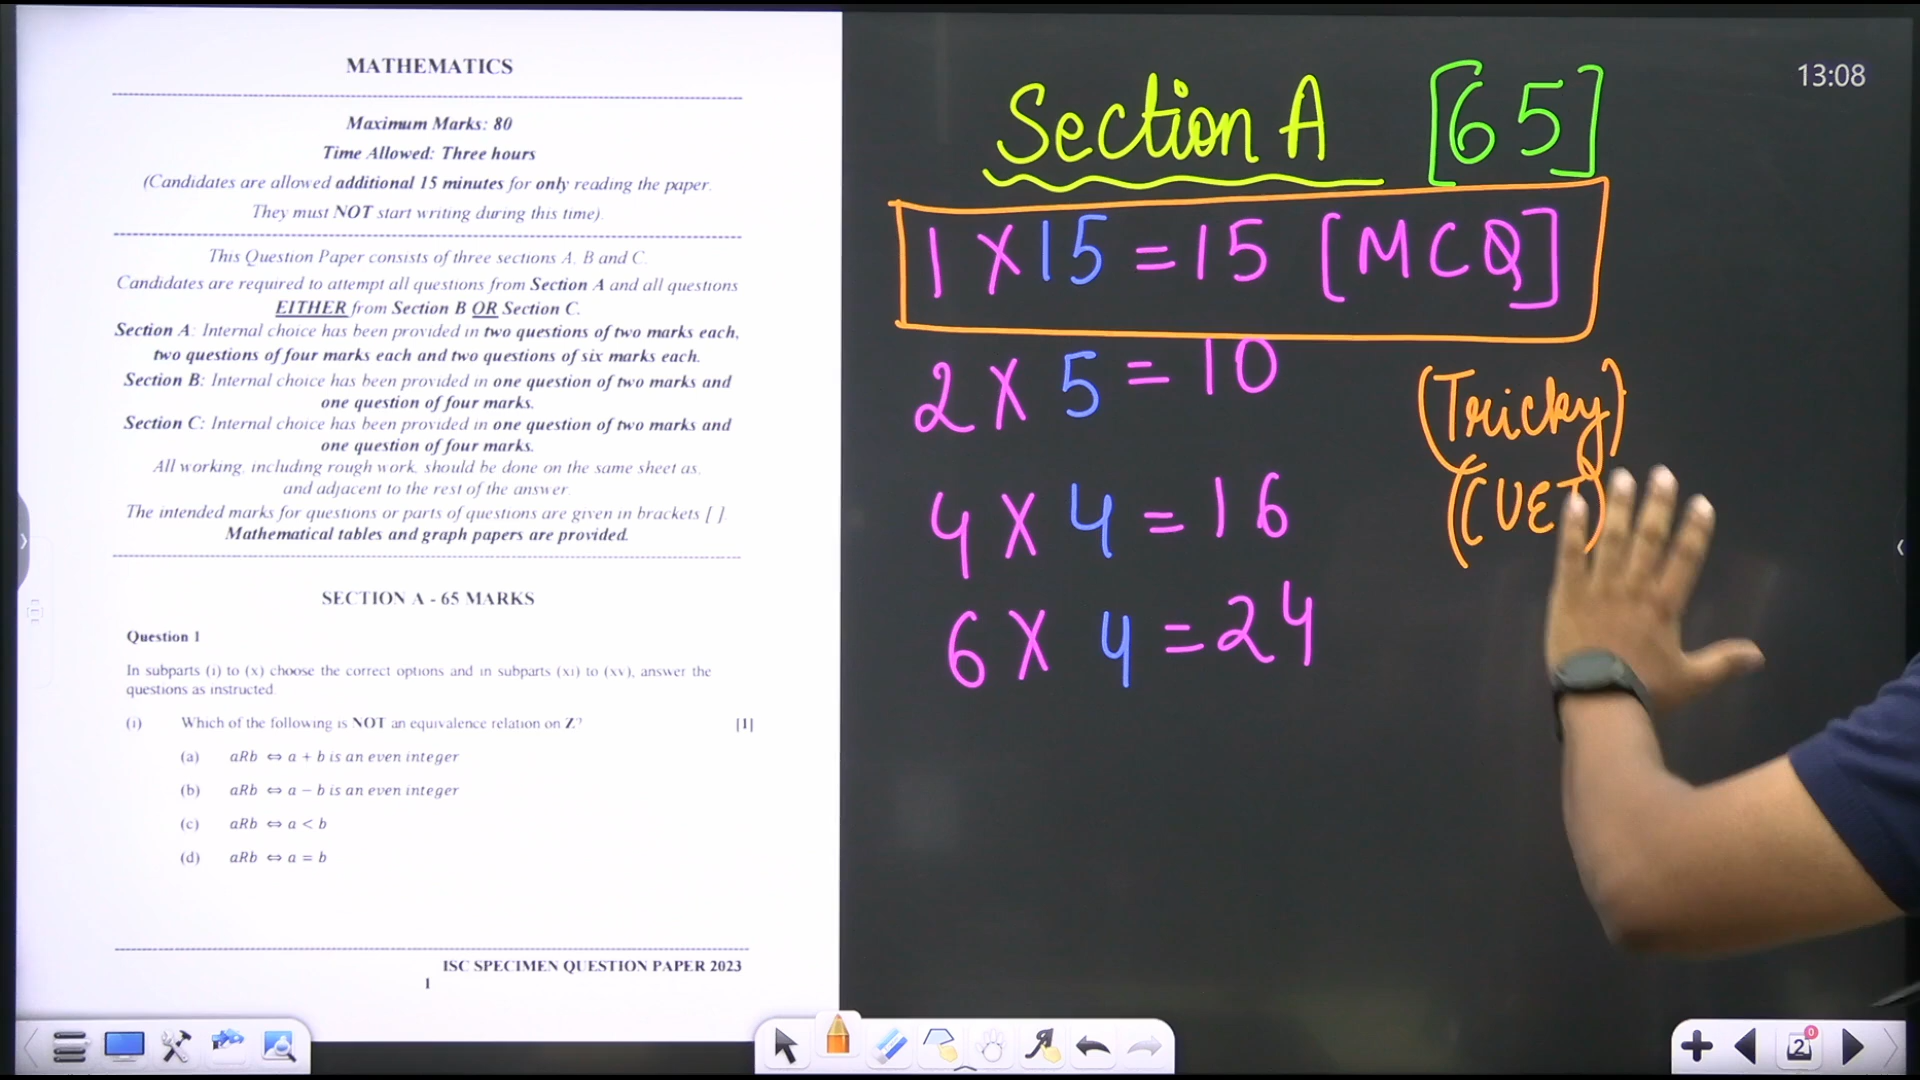 MATHEMATICS
Maximum Marks: 80
Time Allowed: Three hours
(Candidates are allowed additional 15 minutes for only reading the paper.
They must NOT start writing during this time).
This Question Paper consists of three sections A, B and C.
Candidates are required to attempt all questions from Section A and all questions
EITHER from Section B OR Section C.
Section A: Internal choice has been provided in two questions of two marks each,
two questions of four marks each and two questions of six marks each.
Section B: Internal choice has been provided in one question of two marks and
one question of four marks.
Section C: Internal choice has been provided in one question of two marks and
one question of four marks.
All working, including rough work, should be done on the same sheet as,
and adjacent to the rest of the answer.
The intended marks for questions or parts of questions are given in brackets [ ].
Mathematical tables and graph papers are provided.
SECTION A - 65 MARKS
Question 1
In subparts (i) to (x) choose the correct options and in subparts (xi) to (xv), answer the
questions as instructed.
(i) Which of the following is NOT an equivalence relation on Z? [1]
(a) aRb ⇔ a + b is an even integer
(b) aRb ⇔ a − b is an even integer
(c) aRb ⇔ a < b
(d) aRb ⇔ a = b
ISC SPECIMEN QUESTION PAPER 2023
1
Section A [65]
1 X 15 = 15 [MCQ]
2 X 5 = 10
4 X 4 = 16
6 X 4 = 24
(Tricky)
(CUET)
13:08
2
0